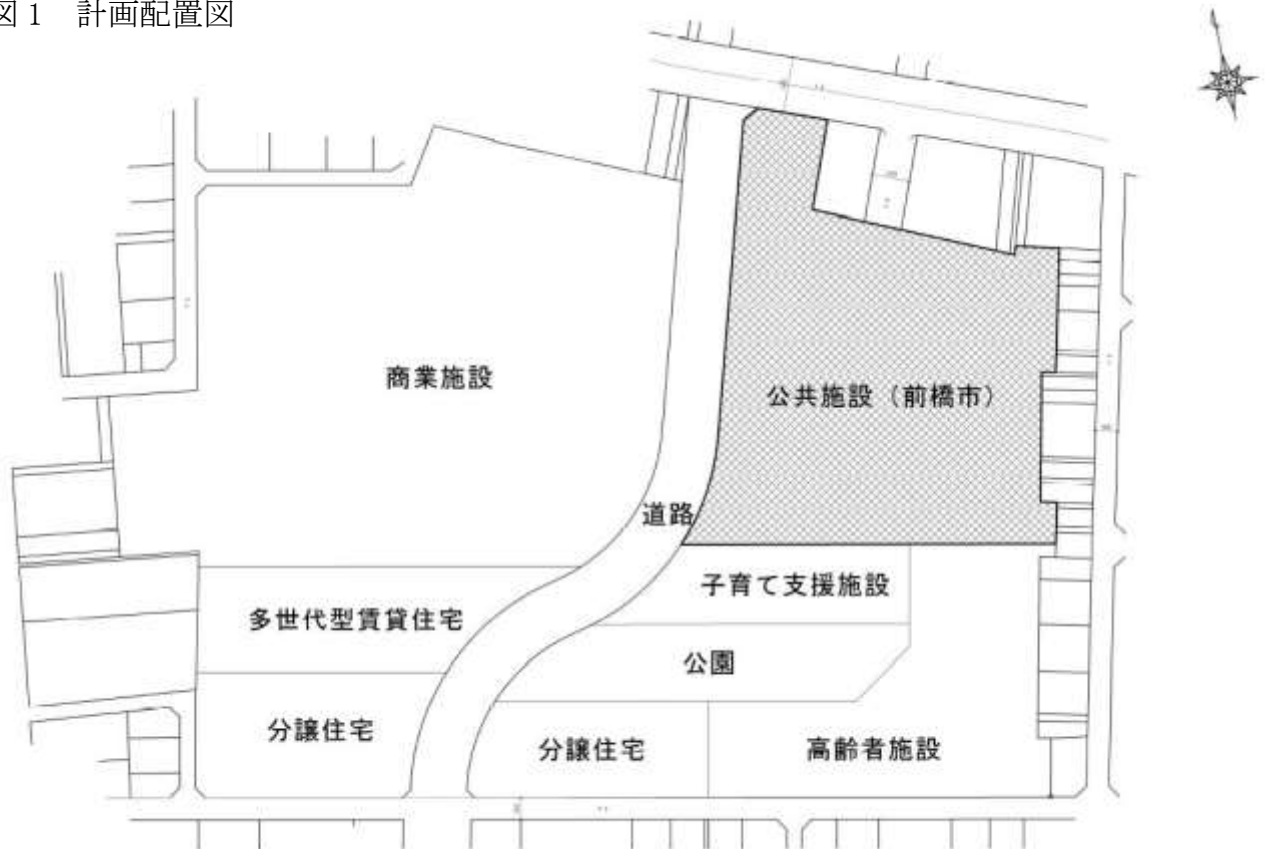 図1 計画配置図
商業施設
公共施設（前橋市）
道路
子育て支援施設
多世代型賃貸住宅
公園
分譲住宅
分譲住宅
高齢者施設